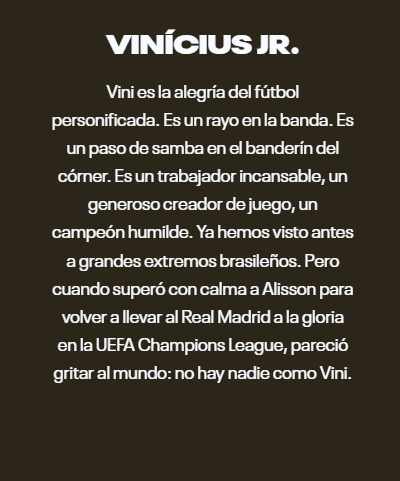 VINÍCIUS JR.
Vini es la alegría del fútbol
personificada. Es un rayo en la banda. Es
un paso de samba en el banderín del
córner. Es un trabajador incansable, un
generoso creador de juego, un
campeón humilde. Ya hemos visto antes
a grandes extremos brasileños. Pero
cuando superó con calma a Alisson para
volver a llevar al Real Madrid a la gloria
en la UEFA Champions League, pareció
gritar al mundo: no hay nadie como Vini.